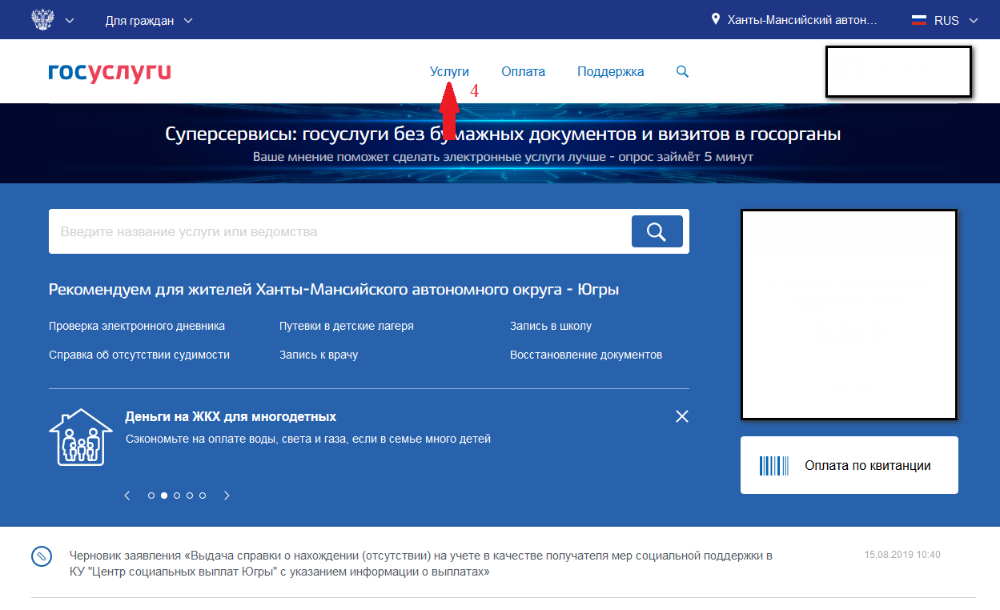 Для граждан
Ханты-Мансийский автон...
RUS
госуслуги
Услуги
Оплата
Поддержка
4
Суперсервисы: госуслуги без бумажных документов и визитов в госорганы
Ваше мнение поможет сделать электронные услуги лучше - опрос займёт 5 минут
Введите название услуги или ведомства
Рекомендуем для жителей Ханты-Мансийского автономного округа - Югры
Проверка электронного дневника
Путевки в детские лагеря
Запись в школу
Справка об отсутствии судимости
Запись к врачу
Восстановление документов
Деньги на ЖКХ для многодетных
Сэкономьте на оплате воды, света и газа, если в семье много детей
Оплата по квитанции
Черновик заявления «Выдача справки о нахождении (отсутствии) на учете в качестве получателя мер социальной поддержки в
КУ "Центр социальных выплат Югры" с указанием информации о выплатах»
15.08.2019 10:40